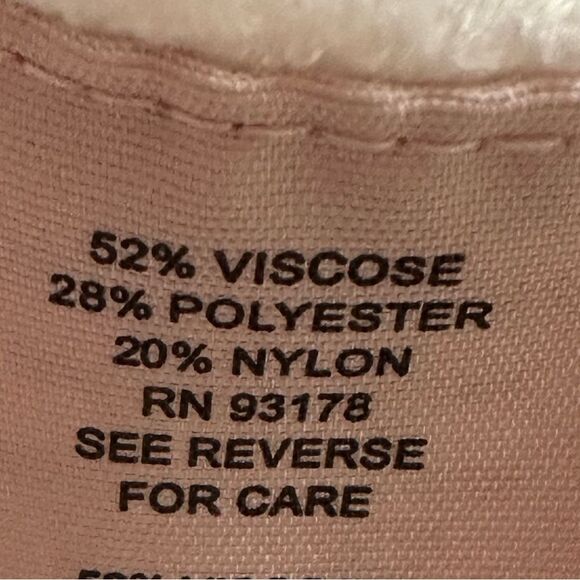 52% VISCOSE
28% POLYESTER
20% NYLON
RN 93178
SEE REVERSE
FOR CARE